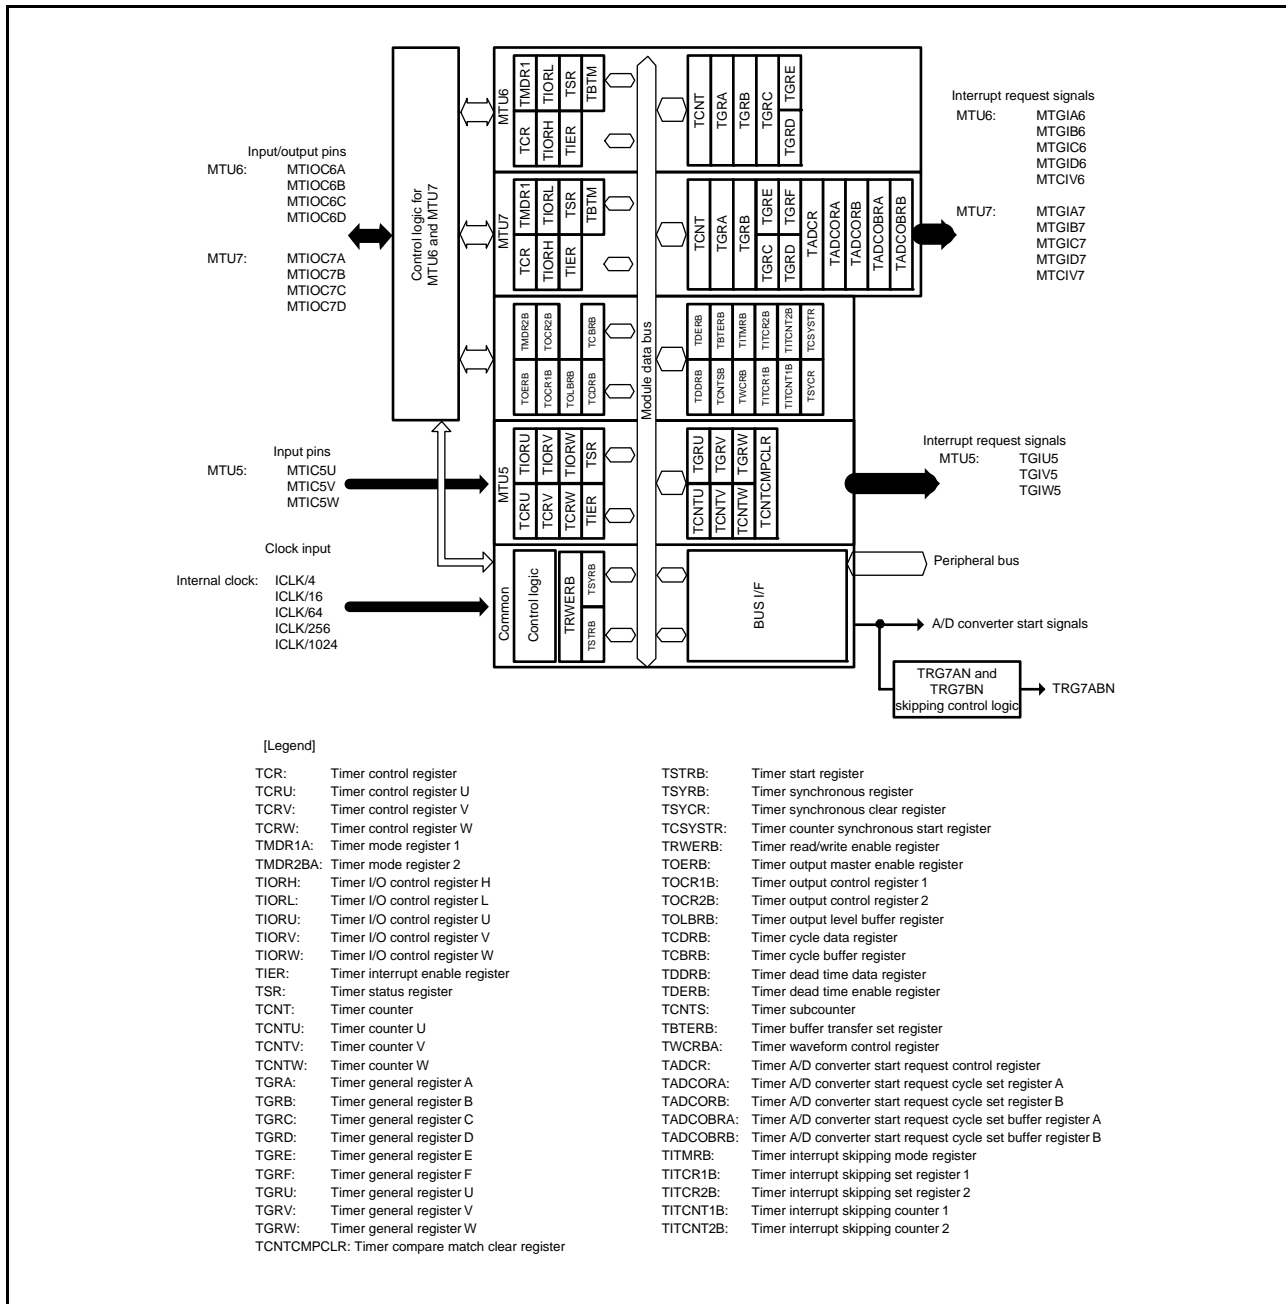 Input/output pins
MTU6: MTIOC6A
MTIOC6B
MTIOC6C
MTIOC6D
MTU7: MTIOC7A
MTIOC7B
MTIOC7C
MTIOC7D
Input pins
MTU5: MTIC5U
MTIC5V
MTIC5W
Clock input
Internal clock: ICLK/4
ICLK/16
ICLK/64
ICLK/256
ICLK/1024
Control logic for
MTU6 and MTU7
MTU6
TMDR1
TIORL
TSR
TBTM
TCR
TIORH
TIER
TCNT
TGRA
TGRB
TGRC
TGRE
TGRD
MTU7
TMDR1
TIORL
TSR
TBTM
TCR
TIORH
TIER
TCNT
TGRA
TGRB
TGRE
TGRF
TGRC
TGRD
TADCR
TADCORA
TADCORB
TADCOBRA
TADCOBRB
TMDR2B
TOCR2B
TCBRB
TOERB
TOCR1B
TOLBRB
TCDRB
TDERB
TBTERB
TITMRB
TITCR2B
TITCNT2B
TCSYSTR
TDDRB
TCNTSB
TWCRB
TITCR1B
TITCNT1B
TSYCR
MTU5
TIORU
TIORV
TIORW
TSR
TCRU
TCRV
TCRW
TIER
TGRU
TGRV
TGRW
TCNTU
TCNTV
TCNTW
TCNTCMPCLR
Common
Control logic
TRWERB
TSYRB
TSTRB
Module data bus
BUS I/F
Interrupt request signals
MTU6: MTGIA6
MTGIB6
MTGIC6
MTGID6
MTCIV6
MTU7: MTGIA7
MTGIB7
MTGIC7
MTGID7
MTCIV7
Interrupt request signals
MTU5: TGIU5
TGIV5
TGIW5
Peripheral bus
A/D converter start signals
TRG7AN and
TRG7BN
skipping control logic
TRG7ABN
[Legend]
TCR: Timer control register
TCRU: Timer control register U
TCRV: Timer control register V
TCRW: Timer control register W
TMDR1A: Timer mode register 1
TMDR2BA: Timer mode register 2
TIORH: Timer I/O control register H
TIORL: Timer I/O control register L
TIORU: Timer I/O control register U
TIORV: Timer I/O control register V
TIORW: Timer I/O control register W
TIER: Timer interrupt enable register
TSR: Timer status register
TCNT: Timer counter
TCNTU: Timer counter U
TCNTV: Timer counter V
TCNTW: Timer counter W
TGRA: Timer general register A
TGRB: Timer general register B
TGRC: Timer general register C
TGRD: Timer general register D
TGRE: Timer general register E
TGRF: Timer general register F
TGRU: Timer general register U
TGRV: Timer general register V
TGRW: Timer general register W
TCNTCMPCLR: Timer compare match clear register
TSTRB: Timer start register
TSYRB: Timer synchronous register
TSYCR: Timer synchronous clear register
TCSYSTR: Timer counter synchronous start register
TRWERB: Timer read/write enable register
TOERB: Timer output master enable register
TOCR1B: Timer output control register 1
TOCR2B: Timer output control register 2
TOLBRB: Timer output level buffer register
TCDRB: Timer cycle data register
TCBRB: Timer cycle buffer register
TDDRB: Timer dead time data register
TDERB: Timer dead time enable register
TCNTS: Timer subcounter
TBTERB: Timer buffer transfer set register
TWCRBA: Timer waveform control register
TADCR: Timer A/D converter start request control register
TADCORA: Timer A/D converter start request cycle set register A
TADCORB: Timer A/D converter start request cycle set register B
TADCOBRA: Timer A/D converter start request cycle set buffer register A
TADCOBRB: Timer A/D converter start request cycle set buffer register B
TITMRB: Timer interrupt skipping mode register
TITCR1B: Timer interrupt skipping set register 1
TITCR2B: Timer interrupt skipping set register 2
TITCNT1B: Timer interrupt skipping counter 1
TITCNT2B: Timer interrupt skipping counter 2